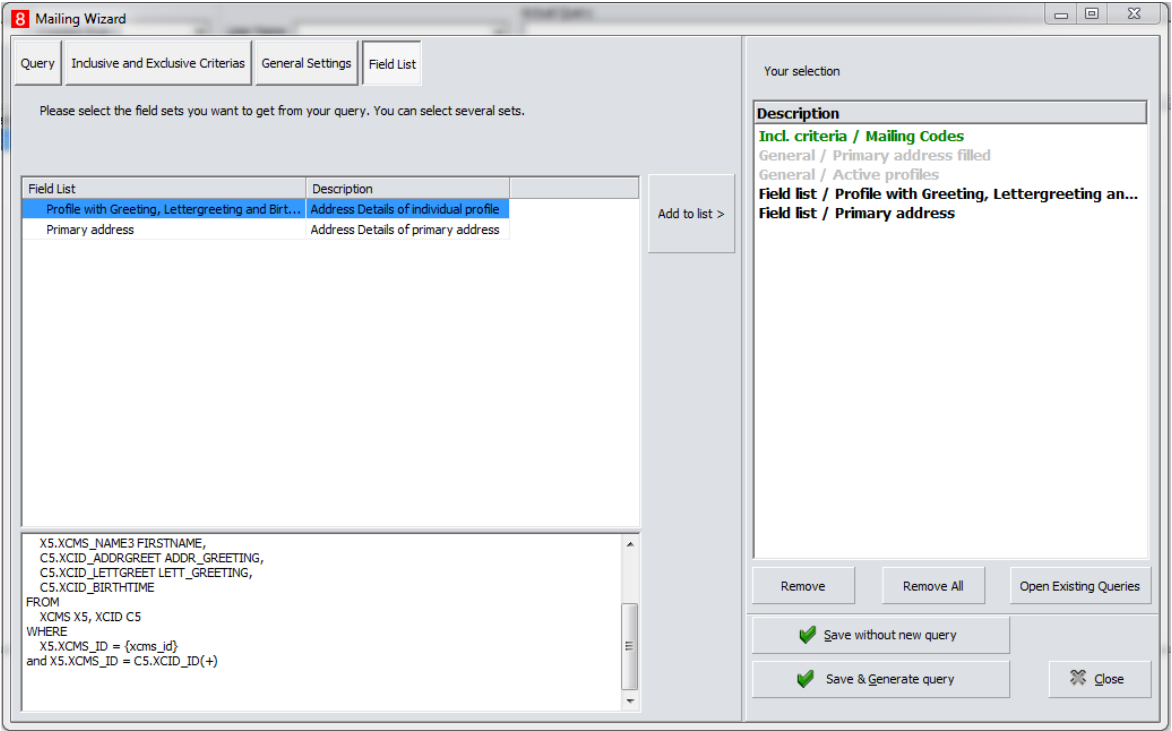 8 Mailing Wizard
Query
Inclusive and Exclusive Criterias
General Settings
Field List
Please select the field sets you want to get from your query. You can select several sets.
Field List Description
Profile with Greeting, Lettergreeting and Birt... Address Details of individual profile
Primary address Address Details of primary address
Add to list >
X5.XCMS_NAME3 FIRSTNAME,
C5.XCID_ADDRGREET ADDR_GREETING,
C5.XCID_LETTGREET LETT_GREETING,
C5.XCID_BIRTHTIME
FROM
XCMS X5, XCID C5
WHERE
X5.XCMS_ID = {xcms_id}
and X5.XCMS_ID = C5.XCID_ID(+)
Your selection
Description
Incl. criteria / Mailing Codes
General / Primary address filled
General / Active profiles
Field list / Profile with Greeting, Lettergreeting an...
Field list / Primary address
Remove
Remove All
Open Existing Queries
Save without new query
Save & Generate query
Close